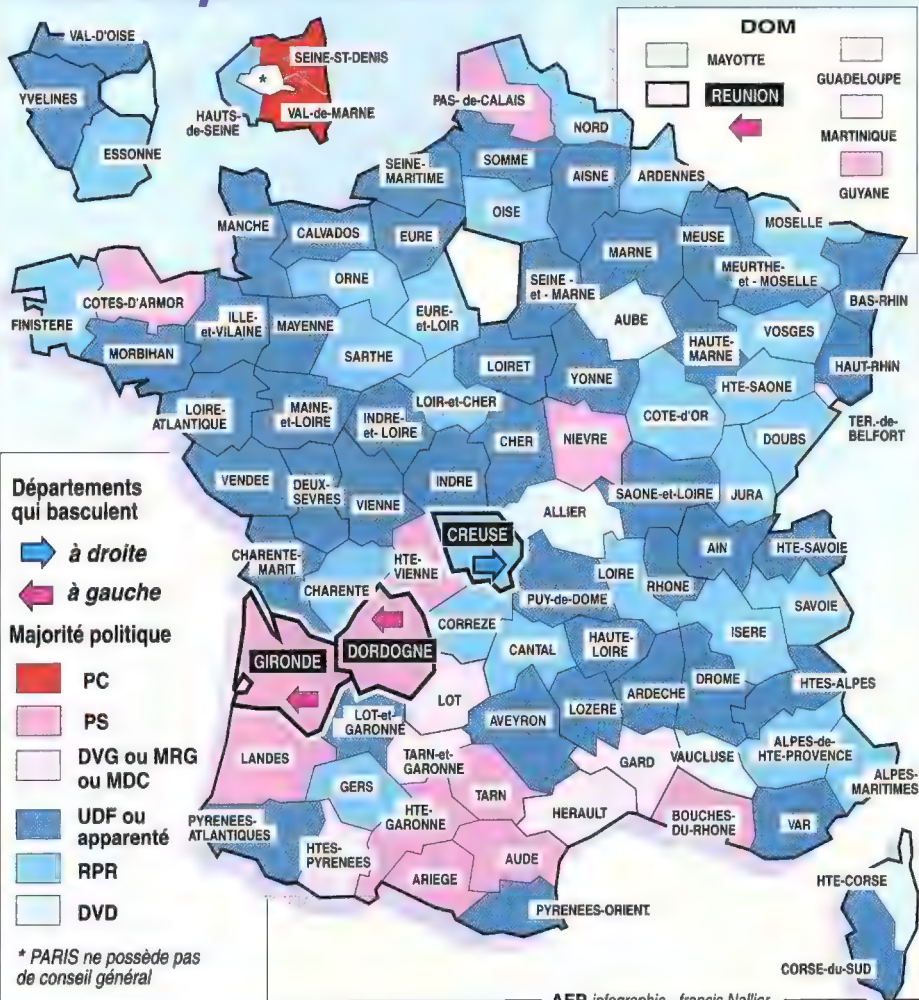 VAL-D'OISE
YVELINES
ESSONNE
SEINE-ST-DENIS
*
HAUTS-
de-SEINE
VAL-de-MARNE
DOM
MAYOTTE
REUNION
GUADELOUPE
MARTINIQUE
GUYANE
PAS- de-CALAIS
NORD
SEINE-
MARITIME
SOMME
AISNE
ARDENNES
OISE
MANCHE
CALVADOS
EURE
MARNE
MEUSE
MOSELLE
MEURTHE-
et - MOSELLE
BAS-RHIN
ORNE
SEINE -
et - MARNE
FINISTERE
COTES-D'ARMOR
ILLE-
et-VILAINE
MAYENNE
EURE-
et-LOIR
AUBE
HAUTE-
MARNE
VOSGES
HAUT-RHIN
MORBIHAN
SARTHE
LOIRET
YONNE
HTE-SAONE
TER.-de-
BELFORT
LOIRE-
ATLANTIQUE
MAINE-
et-LOIRE
INDRE-
et- LOIRE
LOIR-et-CHER
CHER
NIEVRE
COTE-d'OR
DOUBS
VENDEE
DEUX-
SEVRES
VIENNE
INDRE
SAONE-et-LOIRE
JURA
ALLIER
CREUSE
CHARENTE-
MARIT.
CHARENTE
HTE-
VIENNE
PUY-de-DOME
LOIRE
RHONE
AIN
HTE-SAVOIE
SAVOIE
ISERE
GIRONDE
DORDOGNE
CORREZE
CANTAL
HAUTE-
LOIRE
ARDECHE
DROME
HTES-ALPES
LOT-et-
GARONNE
LOT
AVEYRON
LOZERE
LANDES
TARN-et-
GARONNE
GARD
VAUCLUSE
ALPES-de-
HTE-PROVENCE
ALPES-
MARITIMES
GERS
HTE-
GARONNE
TARN
HERAULT
BOUCHES-
DU-RHONE
VAR
PYRENEES-
ATLANTIQUES
HTES-
PYRENEES
ARIEGE
AUDE
PYRENEES-ORIENT.
HTE-CORSE
CORSE-du-SUD
Départements
qui basculent
à droite
à gauche
Majorité politique
PC
PS
DVG ou MRG
ou MDC
UDF ou
apparenté
RPR
DVD
* PARIS ne possède pas
de conseil général
AFP infographie - francis Nallier